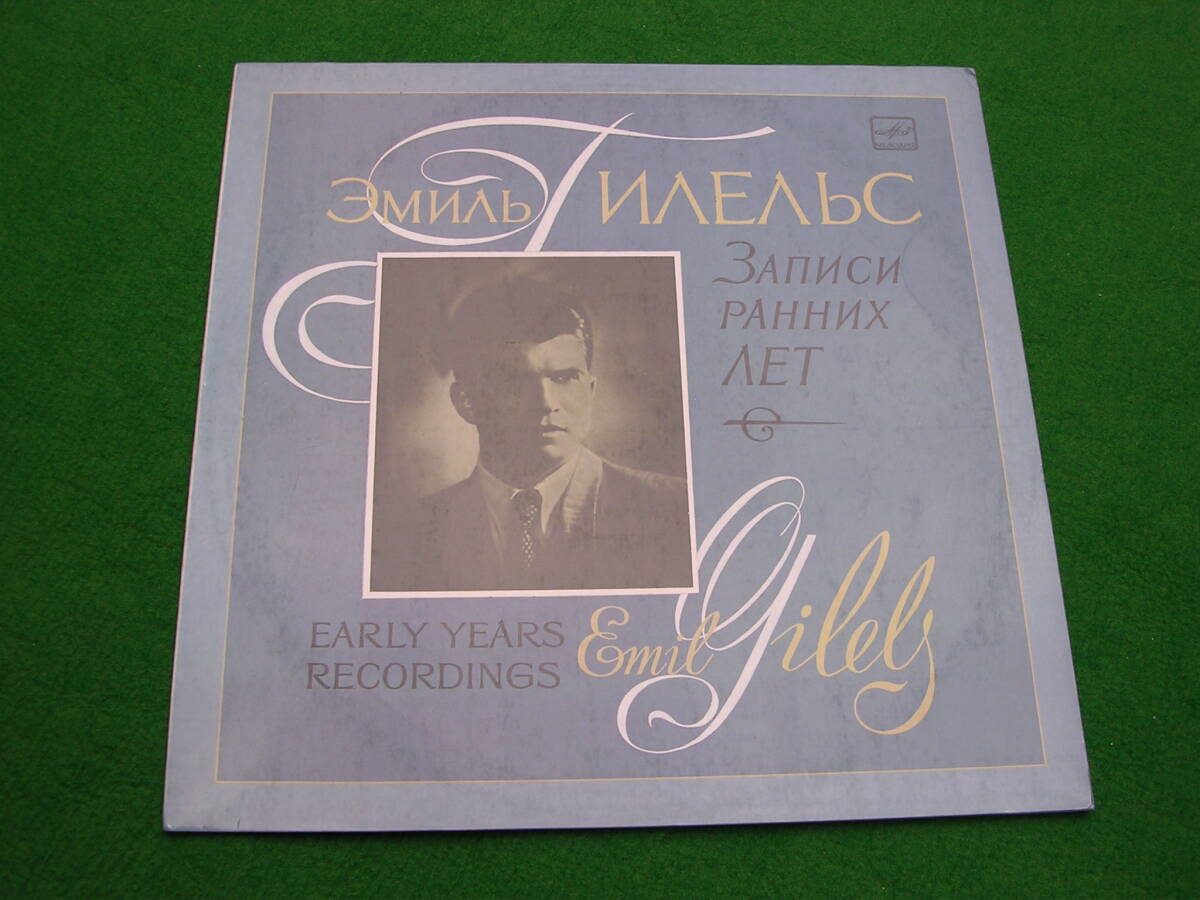 Эмиль Гилельс
Записи
ранних
лет
МЕЛОДИЯ
EARLY YEARS
RECORDINGS
Emil Gilels